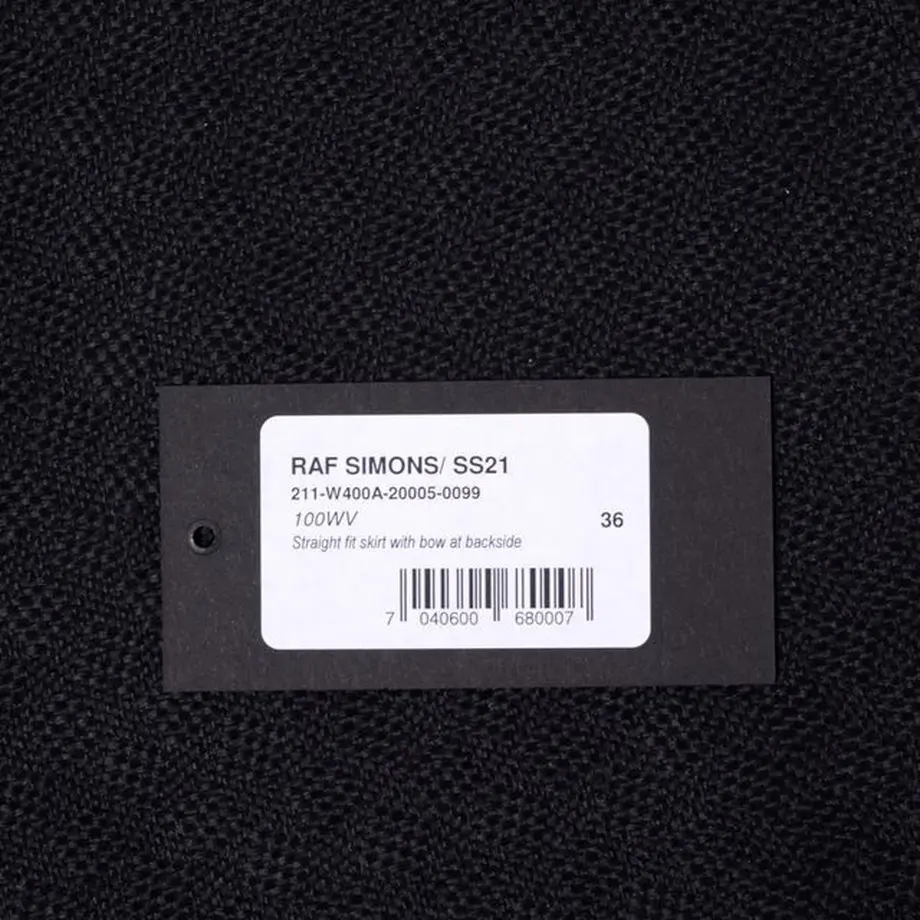 RAF SIMONS/ SS21
211-W400A-20005-0099
100WV
36
Straight fit skirt with bow at backside
7 040600 680007